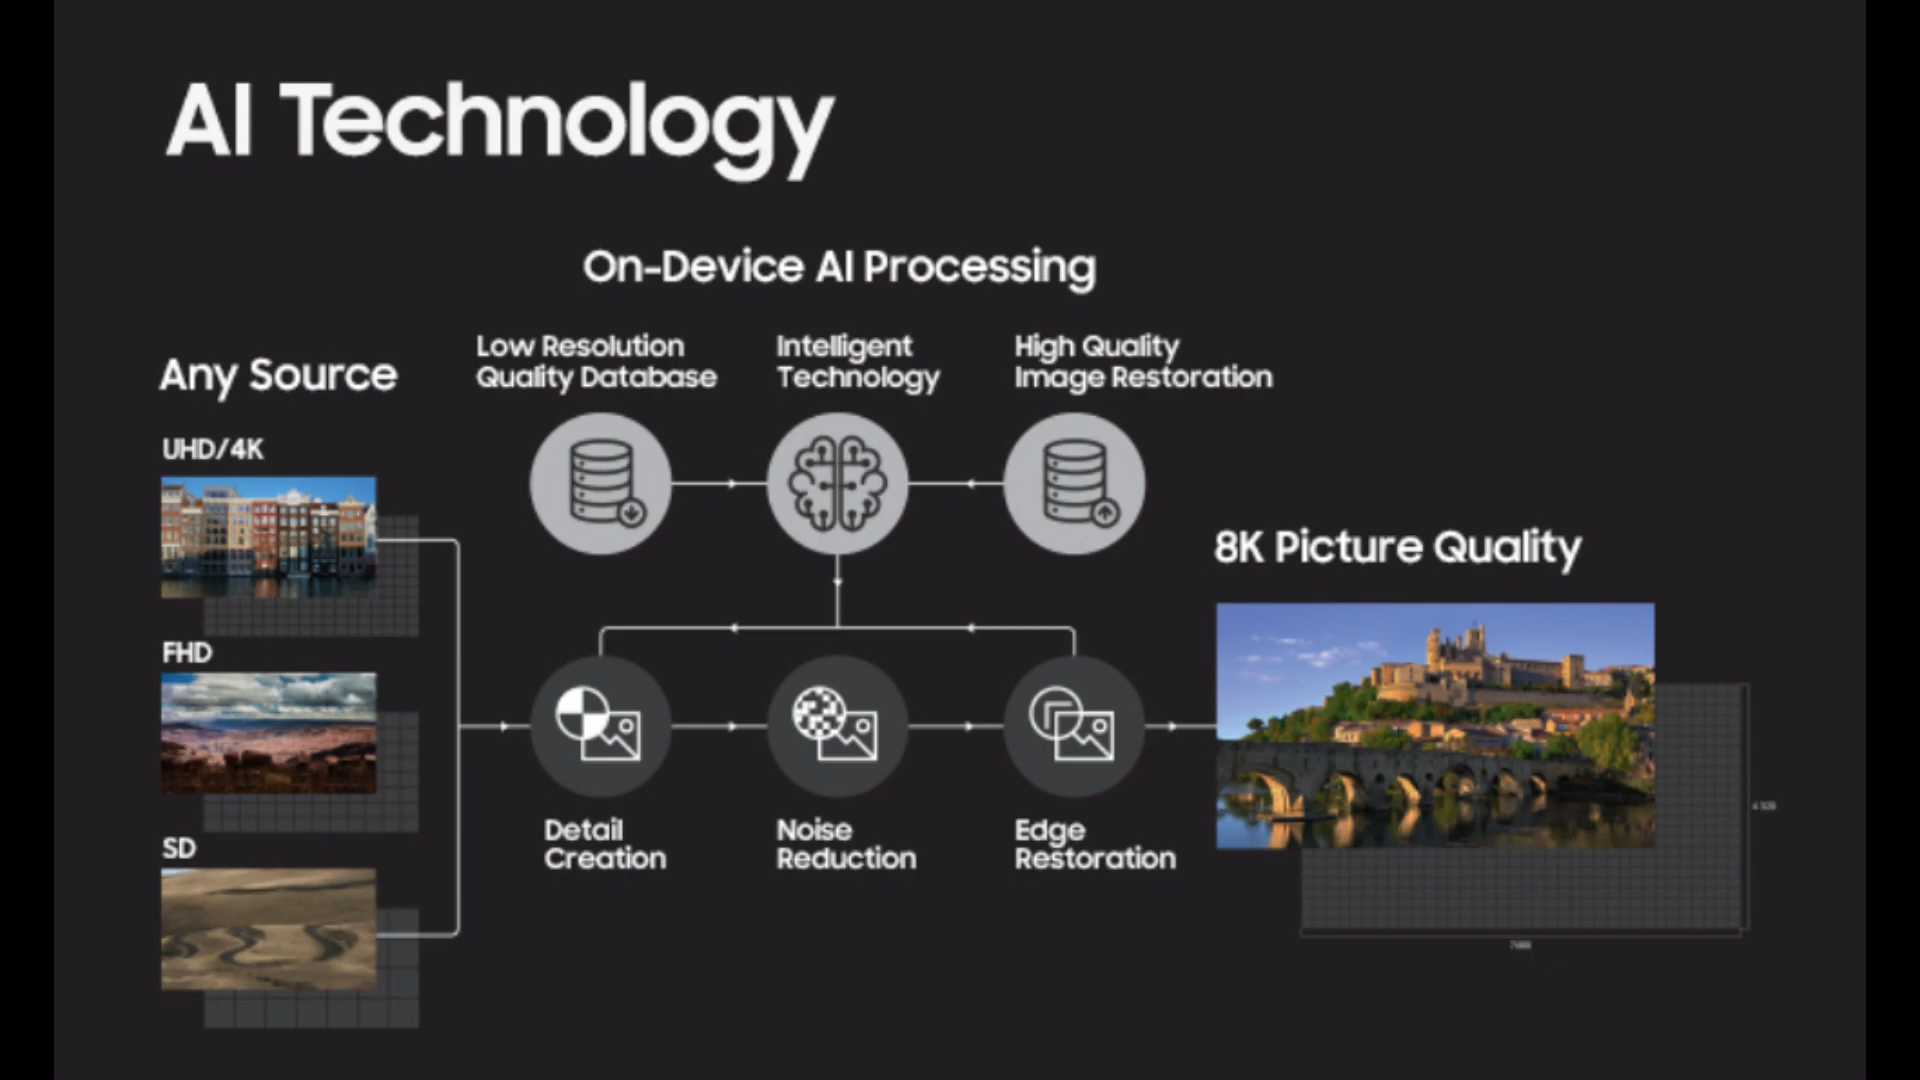 AI Technology
On-Device AI Processing
Any Source
Low Resolution
Quality Database
Intelligent
Technology
High Quality
Image Restoration
UHD/4K
FHD
SD
8K Picture Quality
Detail
Creation
Noise
Reduction
Edge
Restoration